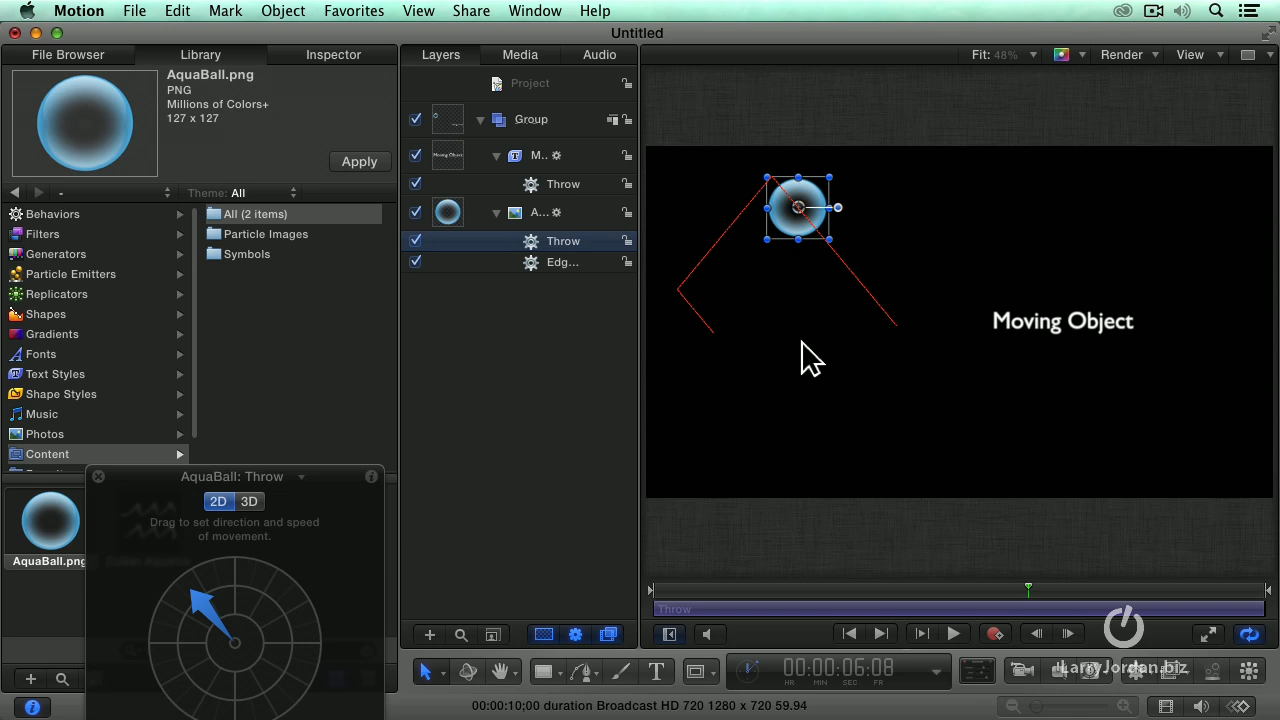 Motion File Edit Mark Object Favorites View Share Window Help
Untitled
File Browser Library Inspector
Layers Media Audio
Fit: 48% Render View
AquaBall.png
PNG
Millions of Colors+
127 x 127
Apply
Project
Group
M..
Throw
A...
Throw
Edg...
Moving Object
Moving Object
- Theme: All
Behaviors
Filters
Generators
Particle Emitters
Replicators
Shapes
Gradients
Fonts
Text Styles
Shape Styles
Music
Photos
Content
All (2 items)
Particle Images
Symbols
AquaBall: Throw
2D 3D
Drag to set direction and speed
of movement.
AquaBall.png
Throw
00:00:06:08
HR MIN SEC FR
LarryJordan.biz
00:00:10;00 duration Broadcast HD 720 1280 x 720 59.94